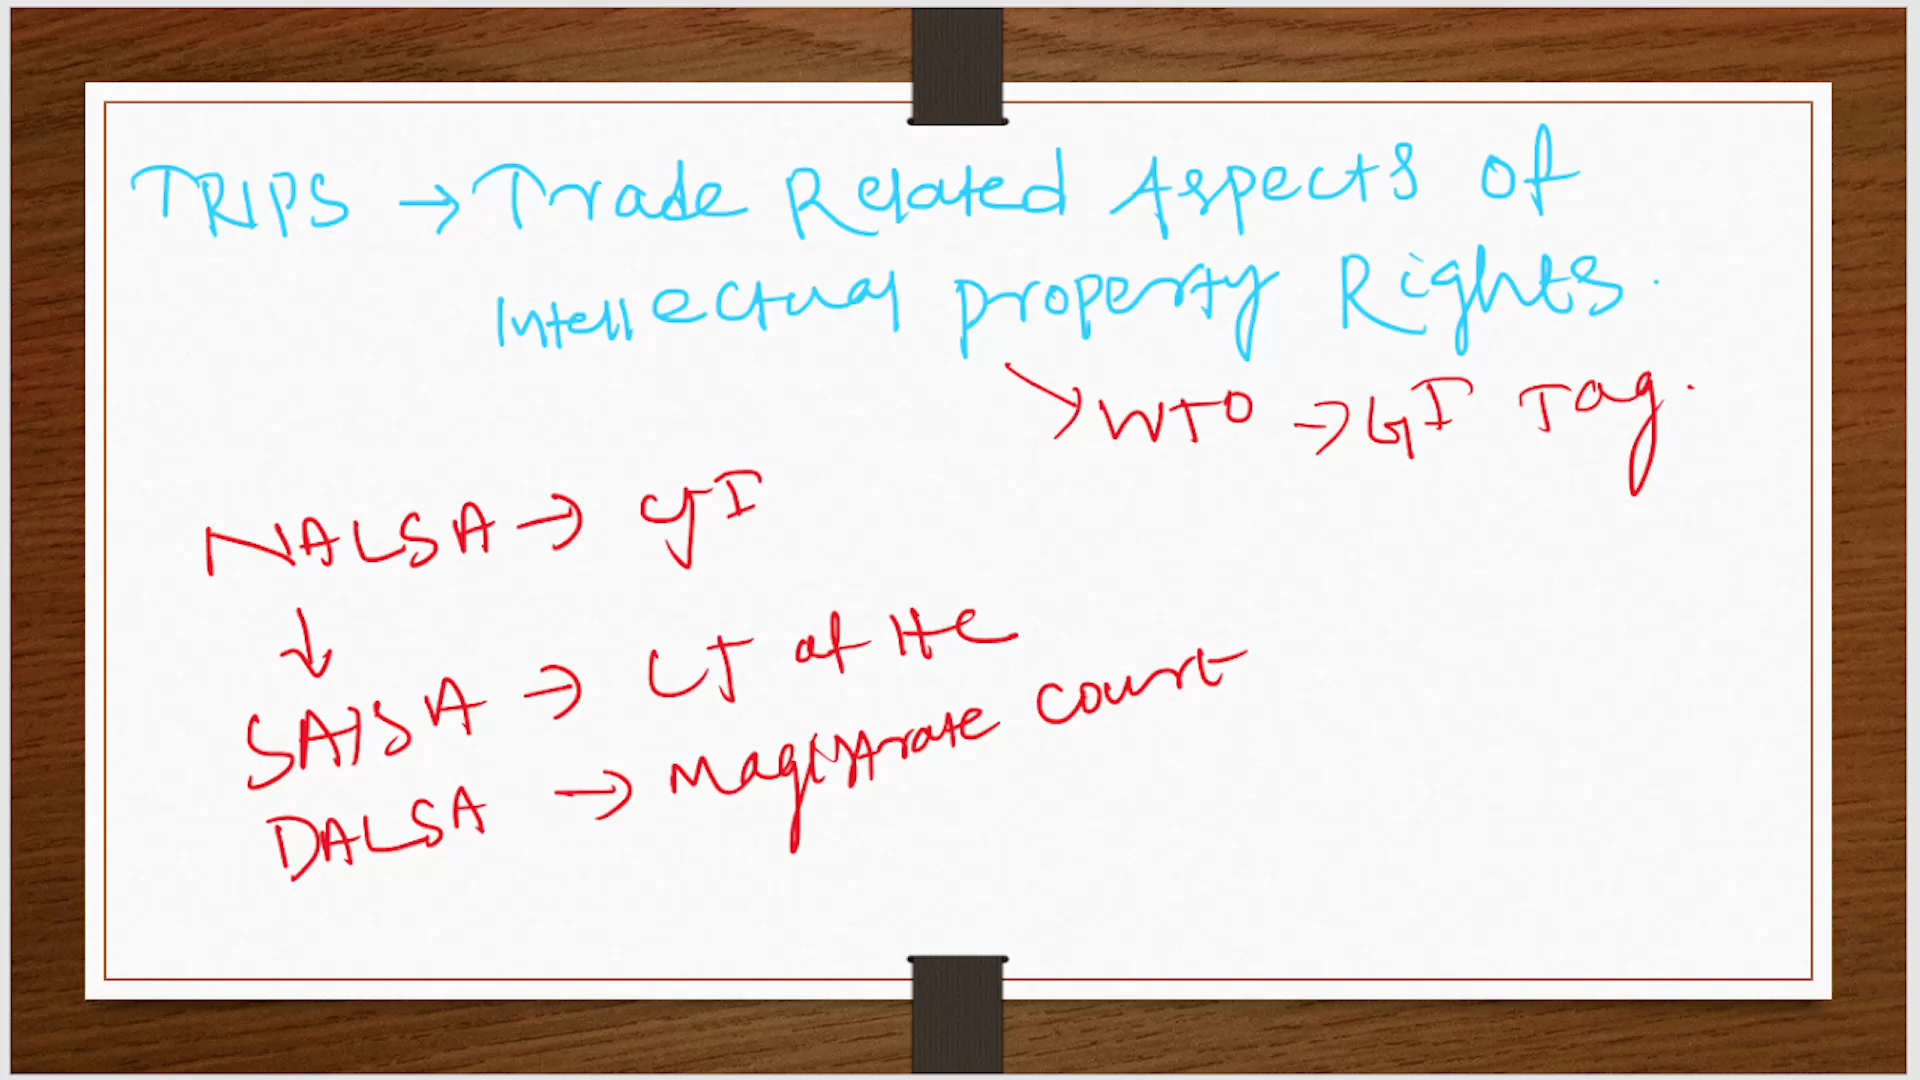 TRIPS → Trade Related Aspects of
Intellectual property Rights.
→ WTO → GI Tag.
NALSA → CJI
↓
SALSA → CJ of HC
DALSA → Magistrate court